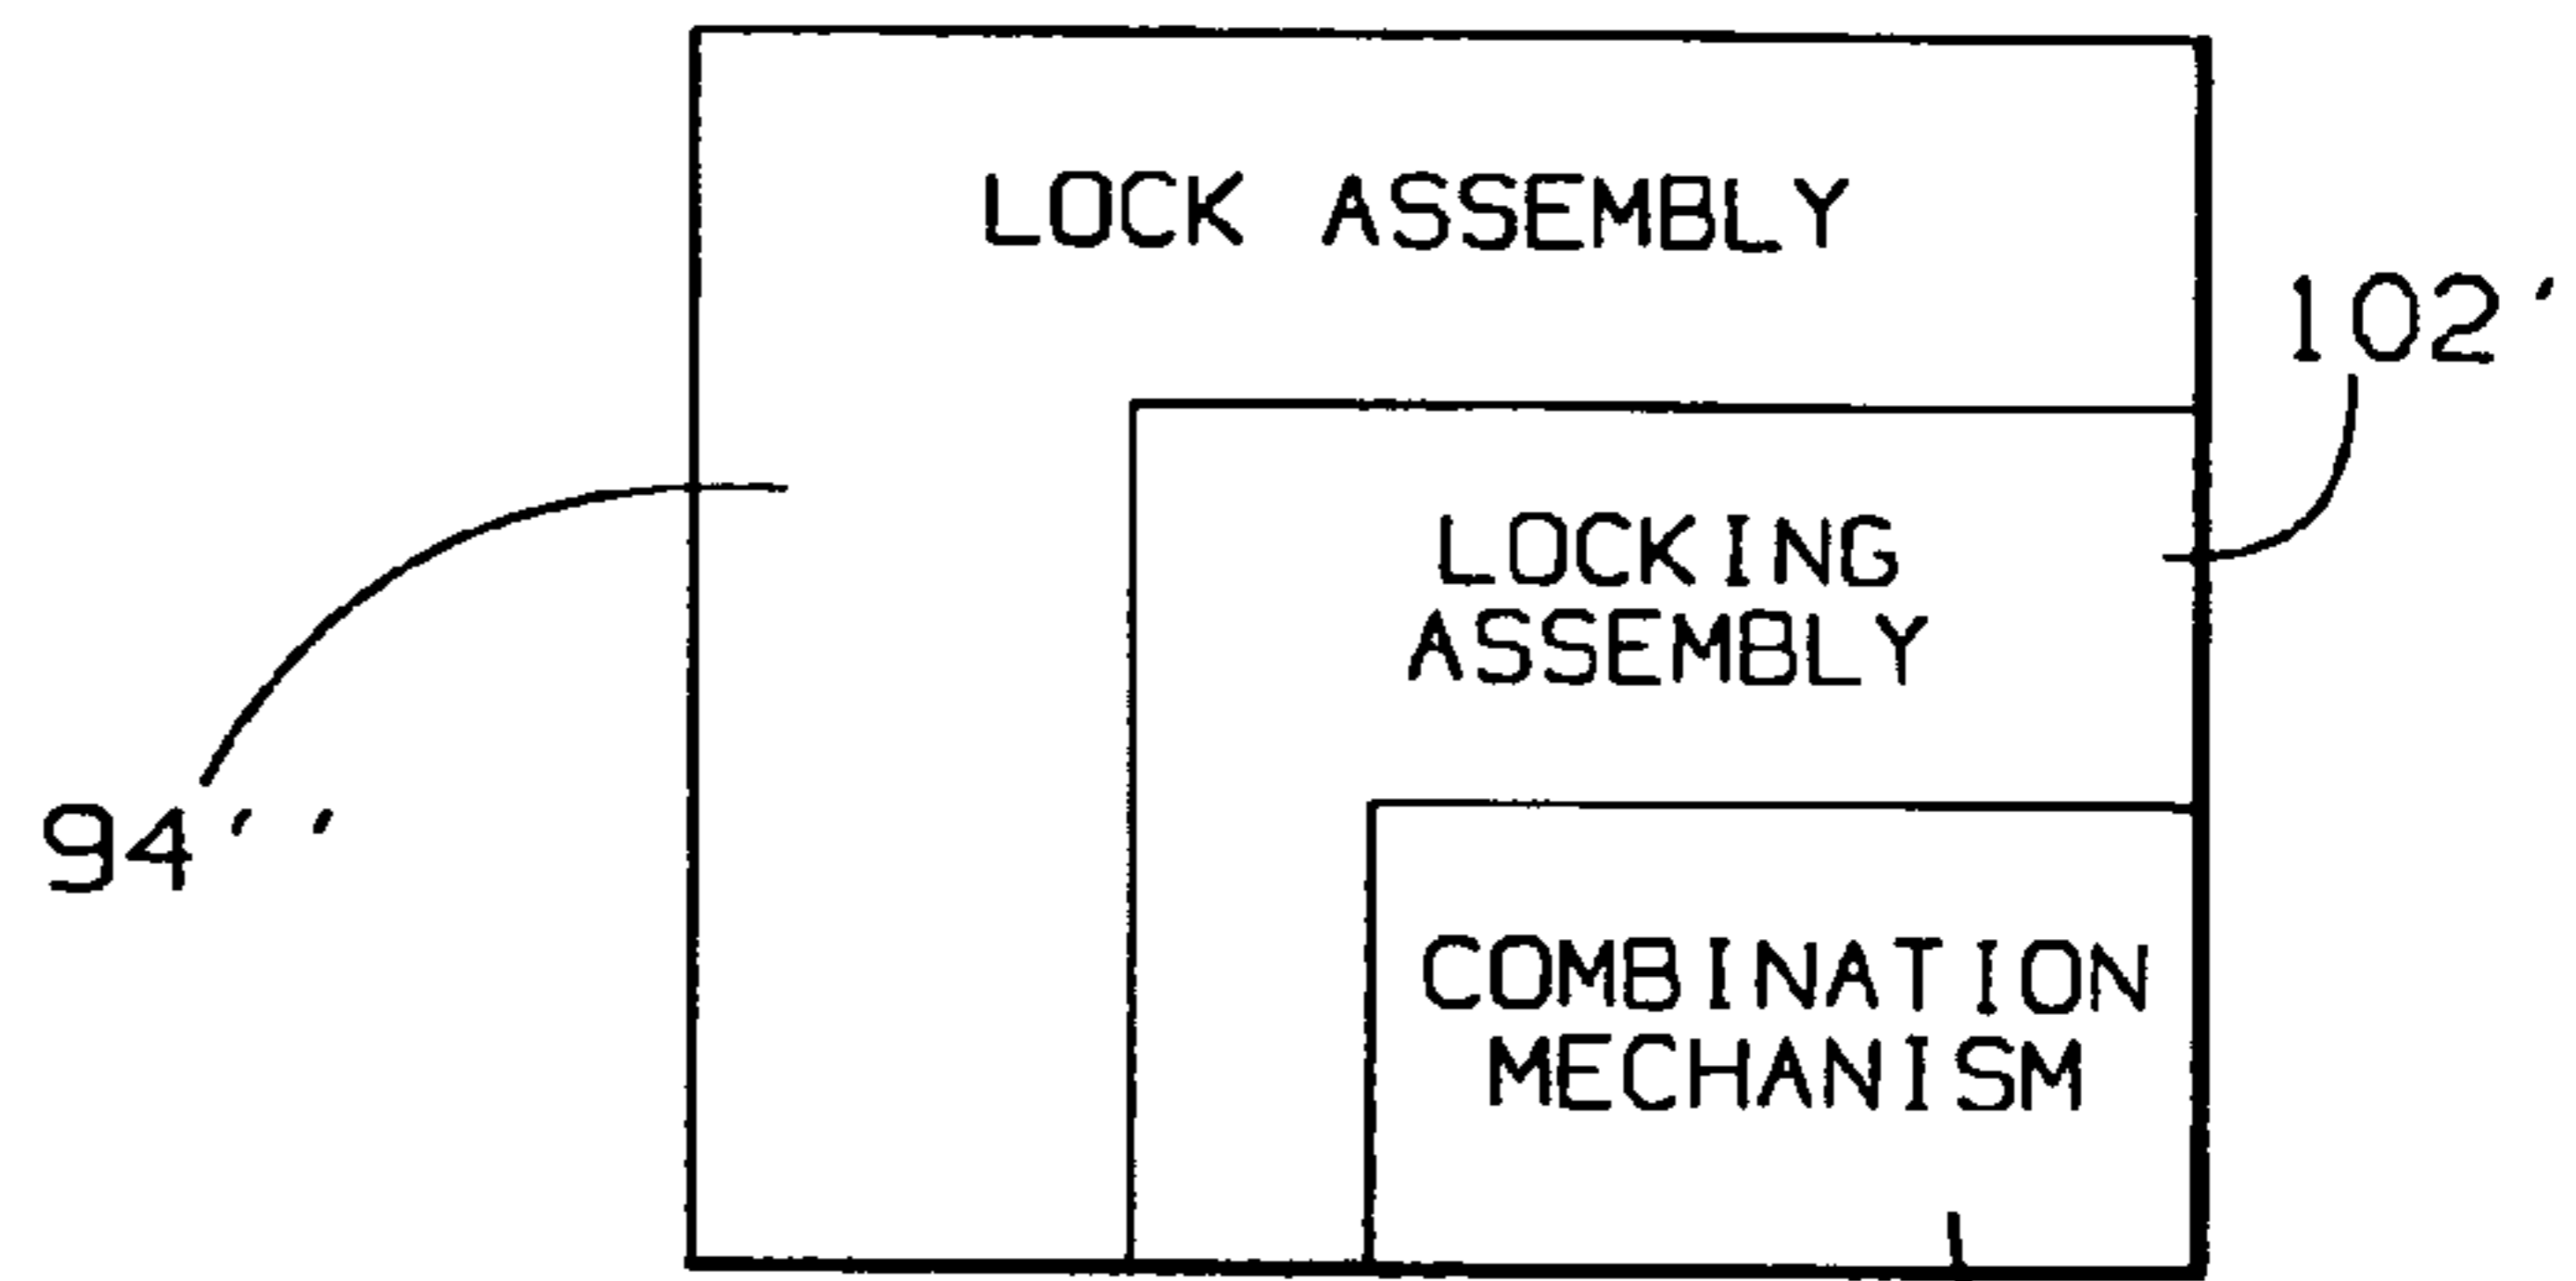 LOCK ASSEMBLY
102'
LOCKING
ASSEMBLY
94''
COMBINATION
MECHANISM